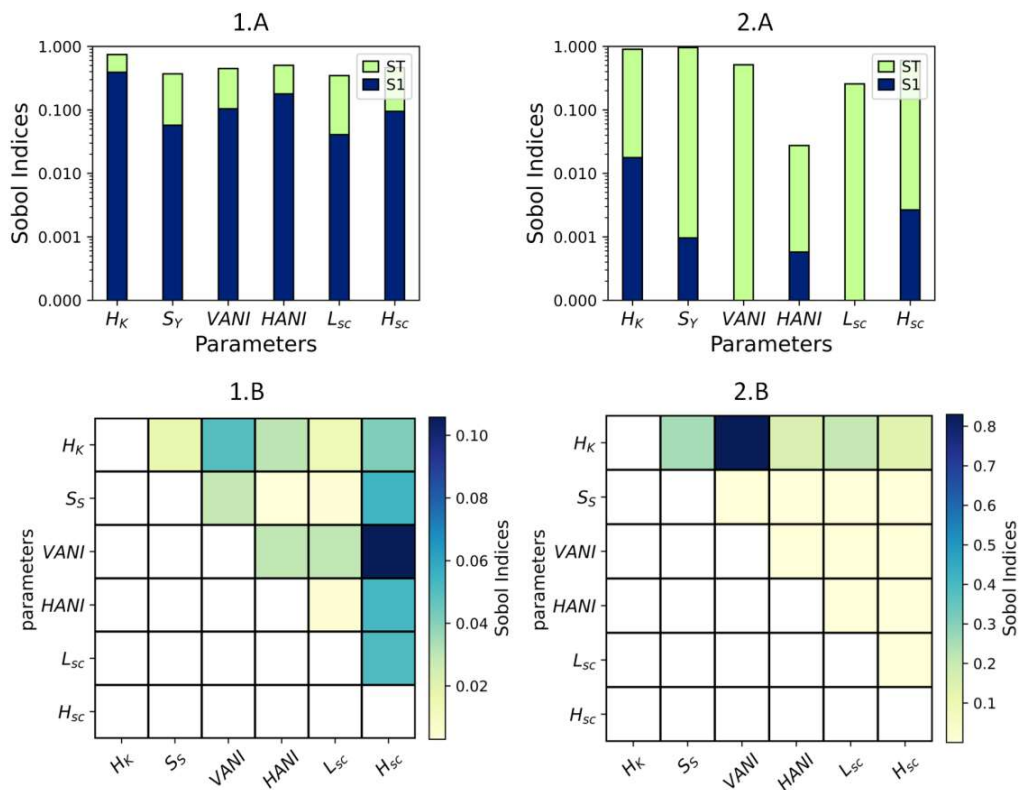 1.A
Sobol Indices
1.000
0.100
0.010
0.001
0.000
ST
S1
H_K S_Y VANI HANI L_sc H_sc
Parameters
2.A
Sobol Indices
1.000
0.100
0.010
0.001
0.000
ST
S1
H_K S_Y VANI HANI L_sc H_sc
Parameters
1.B
parameters
H_K
S_S
VANI
HANI
L_sc
H_sc
H_K S_S VANI HANI L_sc H_sc
0.10
0.08
0.06
0.04
0.02
Sobol Indices
2.B
parameters
H_K
S_S
VANI
HANI
L_sc
H_sc
H_K S_S VANI HANI L_sc H_sc
0.8
0.7
0.6
0.5
0.4
0.3
0.2
0.1
Sobol Indices